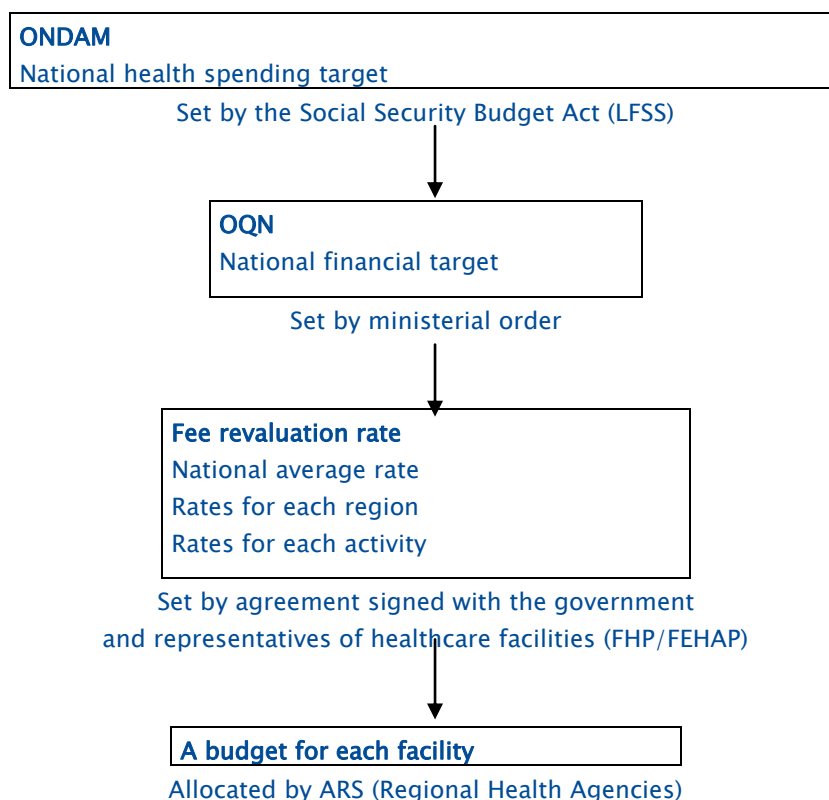 ONDAM
National health spending target
Set by the Social Security Budget Act (LFSS)
OQN
National financial target
Set by ministerial order
Fee revaluation rate
National average rate
Rates for each region
Rates for each activity
Set by agreement signed with the government
and representatives of healthcare facilities (FHP/FEHAP)
A budget for each facility
Allocated by ARS (Regional Health Agencies)